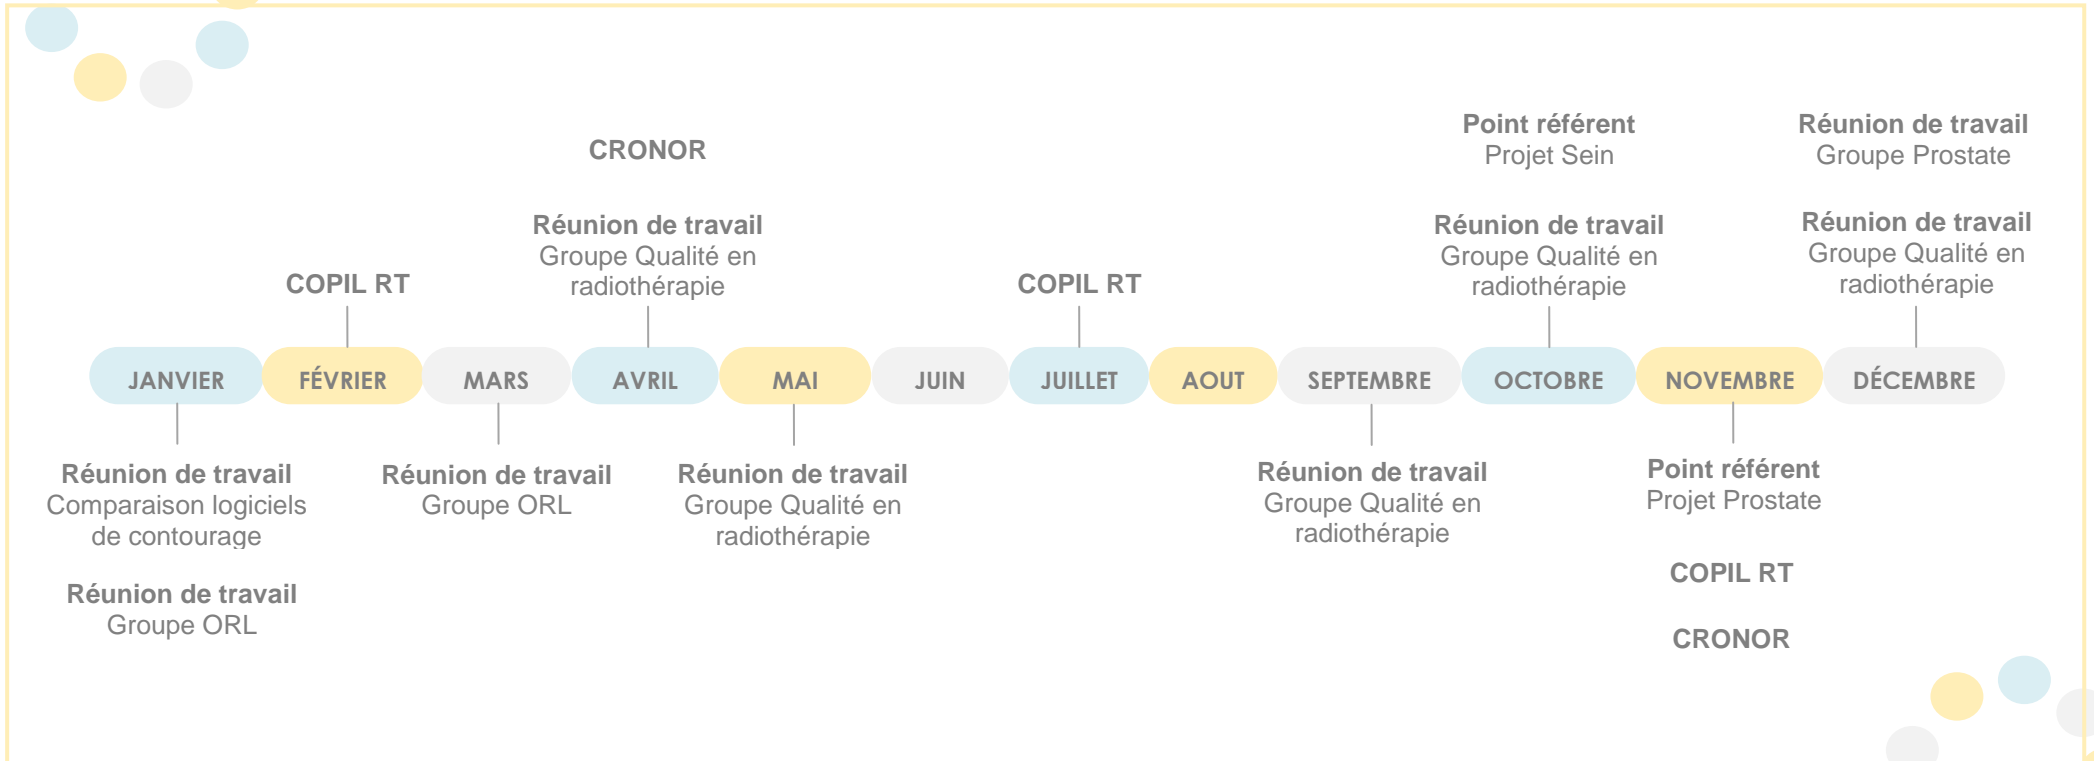 CRONOR
Réunion de travail
Groupe Qualité en
radiothérapie
COPIL RT
COPIL RT
Point référent
Projet Sein
Réunion de travail
Groupe Qualité en
radiothérapie
Réunion de travail
Groupe Prostate
Réunion de travail
Groupe Qualité en
radiothérapie
JANVIER
FÉVRIER
MARS
AVRIL
MAI
JUIN
JUILLET
AOUT
SEPTEMBRE
OCTOBRE
NOVEMBRE
DÉCEMBRE
Réunion de travail
Comparaison logiciels
de contourage
Réunion de travail
Groupe ORL
Réunion de travail
Groupe ORL
Réunion de travail
Groupe Qualité en
radiothérapie
Réunion de travail
Groupe Qualité en
radiothérapie
Point référent
Projet Prostate
COPIL RT
CRONOR